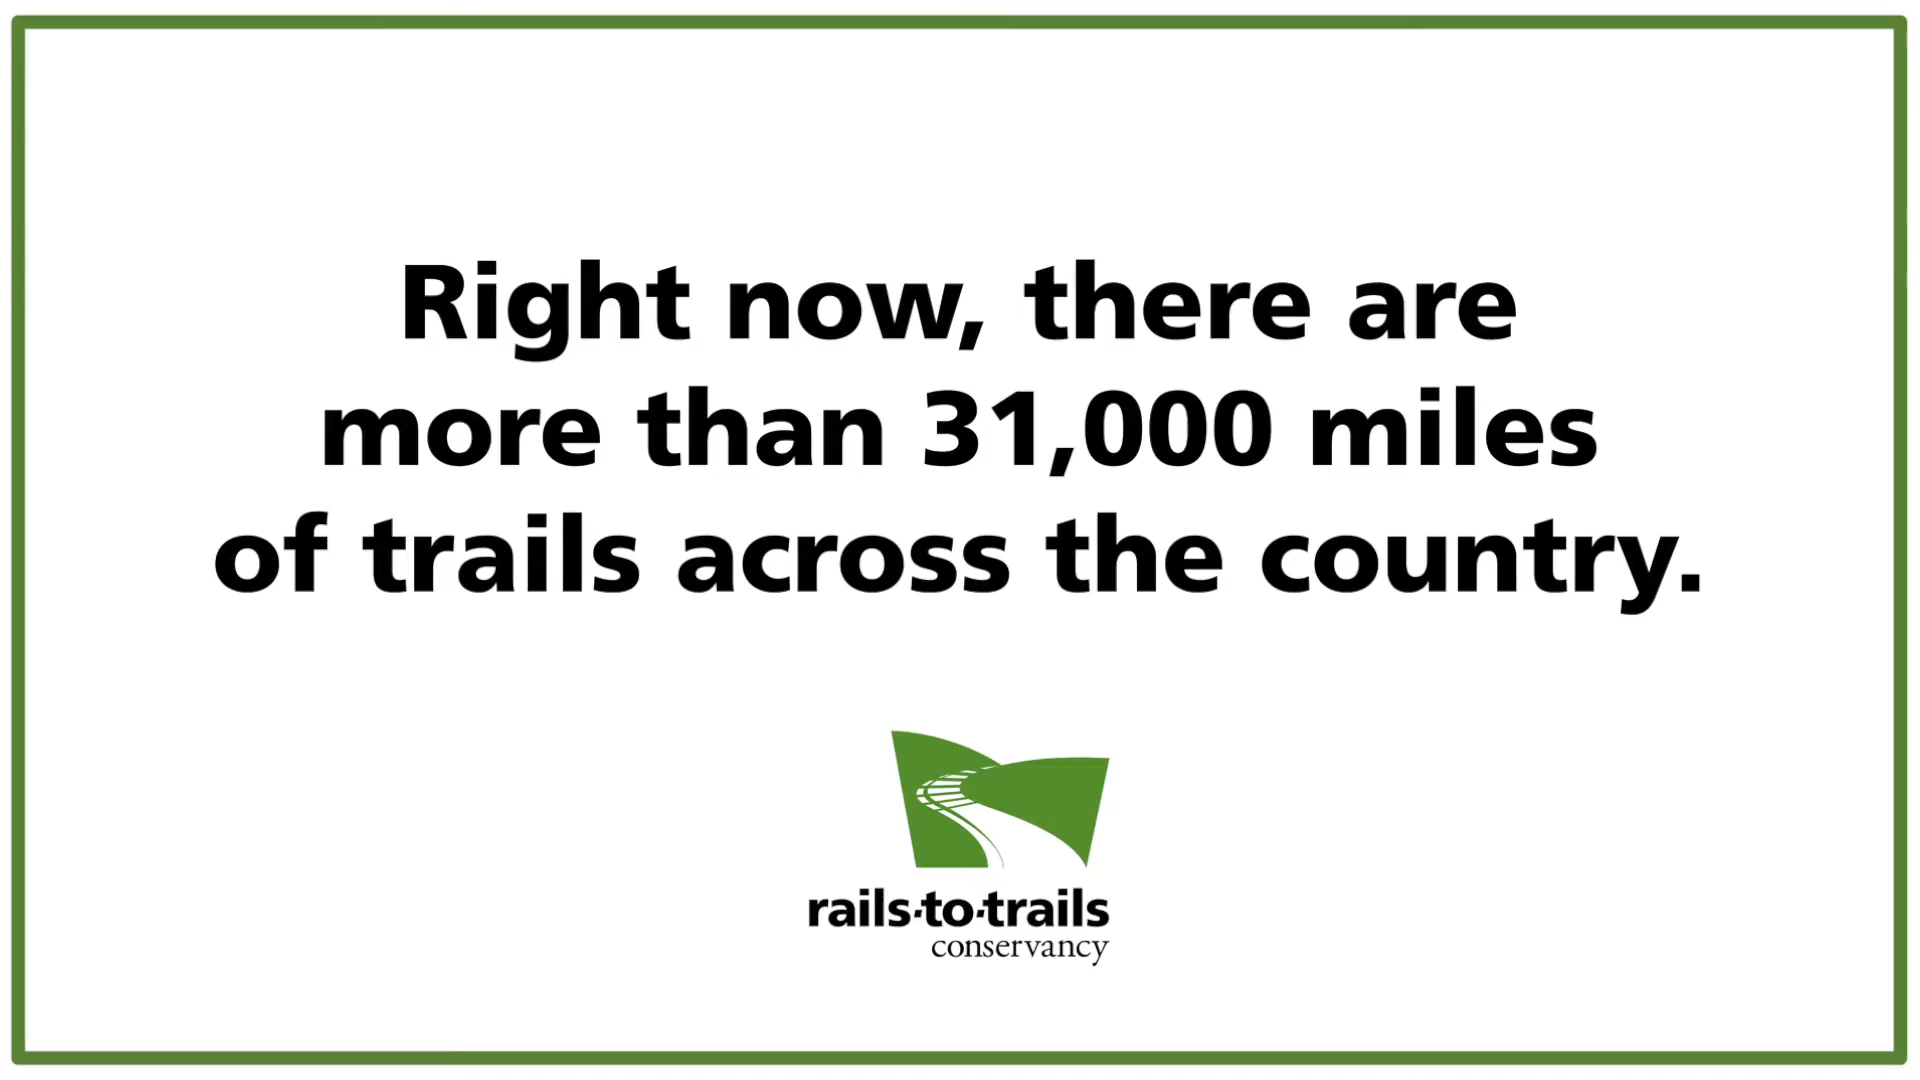 Right now, there are
more than 31,000 miles
of trails across the country.
rails·to·trails
conservancy